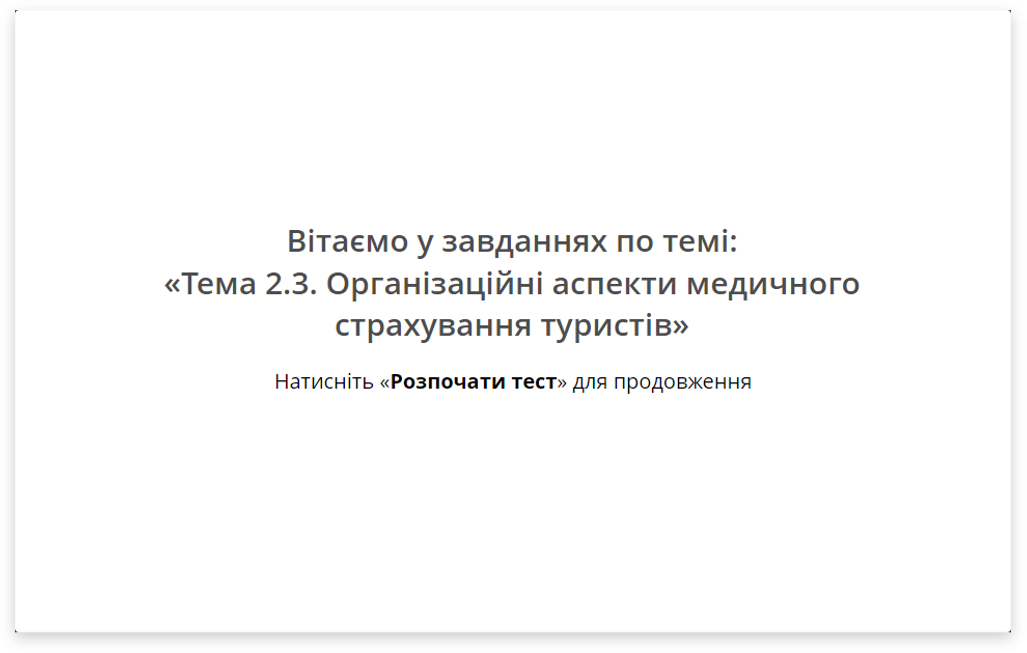 Вітаємо у завданнях по темі:
«Тема 2.3. Організаційні аспекти медичного
страхування туристів»
Натисніть «Розпочати тест» для продовження